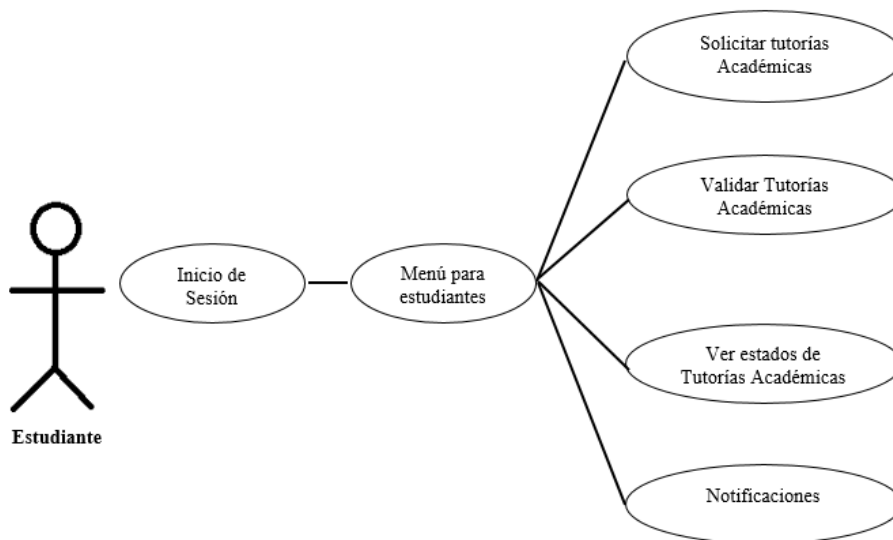 Solicitar tutorías
Académicas
Validar Tutorías
Académicas
Inicio de
Sesión
Menú para
estudiantes
Ver estados de
Tutorías Académicas
Estudiante
Notificaciones